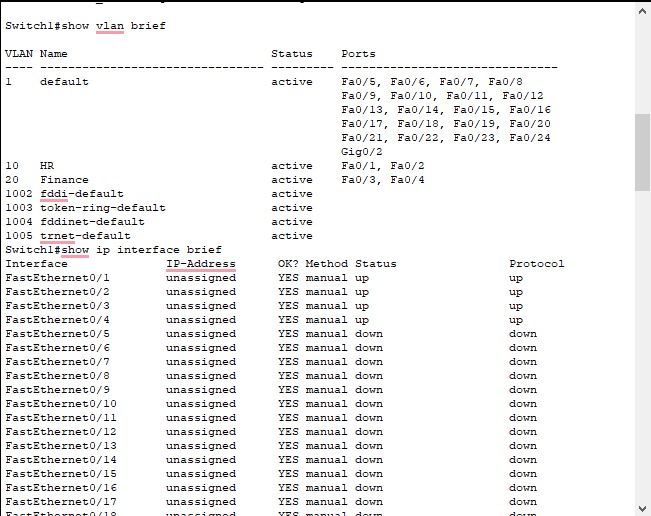 Switch1#show vlan brief
VLAN Name                             Status    Ports
---- -------------------------------- --------- -------------------------------
1    default                          active    Fa0/5, Fa0/6, Fa0/7, Fa0/8
                                                Fa0/9, Fa0/10, Fa0/11, Fa0/12
                                                Fa0/13, Fa0/14, Fa0/15, Fa0/16
                                                Fa0/17, Fa0/18, Fa0/19, Fa0/20
                                                Fa0/21, Fa0/22, Fa0/23, Fa0/24
                                                Gig0/2
10   HR                               active    Fa0/1, Fa0/2
20   Finance                          active    Fa0/3, Fa0/4
1002 fddi-default                     active
1003 token-ring-default               active
1004 fddinet-default                  active
1005 trnet-default                    active
Switch1#show ip interface brief
Interface              IP-Address      OK? Method Status                Protocol
FastEthernet0/1        unassigned      YES manual up                    up
FastEthernet0/2        unassigned      YES manual up                    up
FastEthernet0/3        unassigned      YES manual up                    up
FastEthernet0/4        unassigned      YES manual up                    up
FastEthernet0/5        unassigned      YES manual down                  down
FastEthernet0/6        unassigned      YES manual down                  down
FastEthernet0/7        unassigned      YES manual down                  down
FastEthernet0/8        unassigned      YES manual down                  down
FastEthernet0/9        unassigned      YES manual down                  down
FastEthernet0/10       unassigned      YES manual down                  down
FastEthernet0/11       unassigned      YES manual down                  down
FastEthernet0/12       unassigned      YES manual down                  down
FastEthernet0/13       unassigned      YES manual down                  down
FastEthernet0/14       unassigned      YES manual down                  down
FastEthernet0/15       unassigned      YES manual down                  down
FastEthernet0/16       unassigned      YES manual down                  down
FastEthernet0/17       unassigned      YES manual down                  down
FastEthernet0/18       unassigned      YES manual down                  down